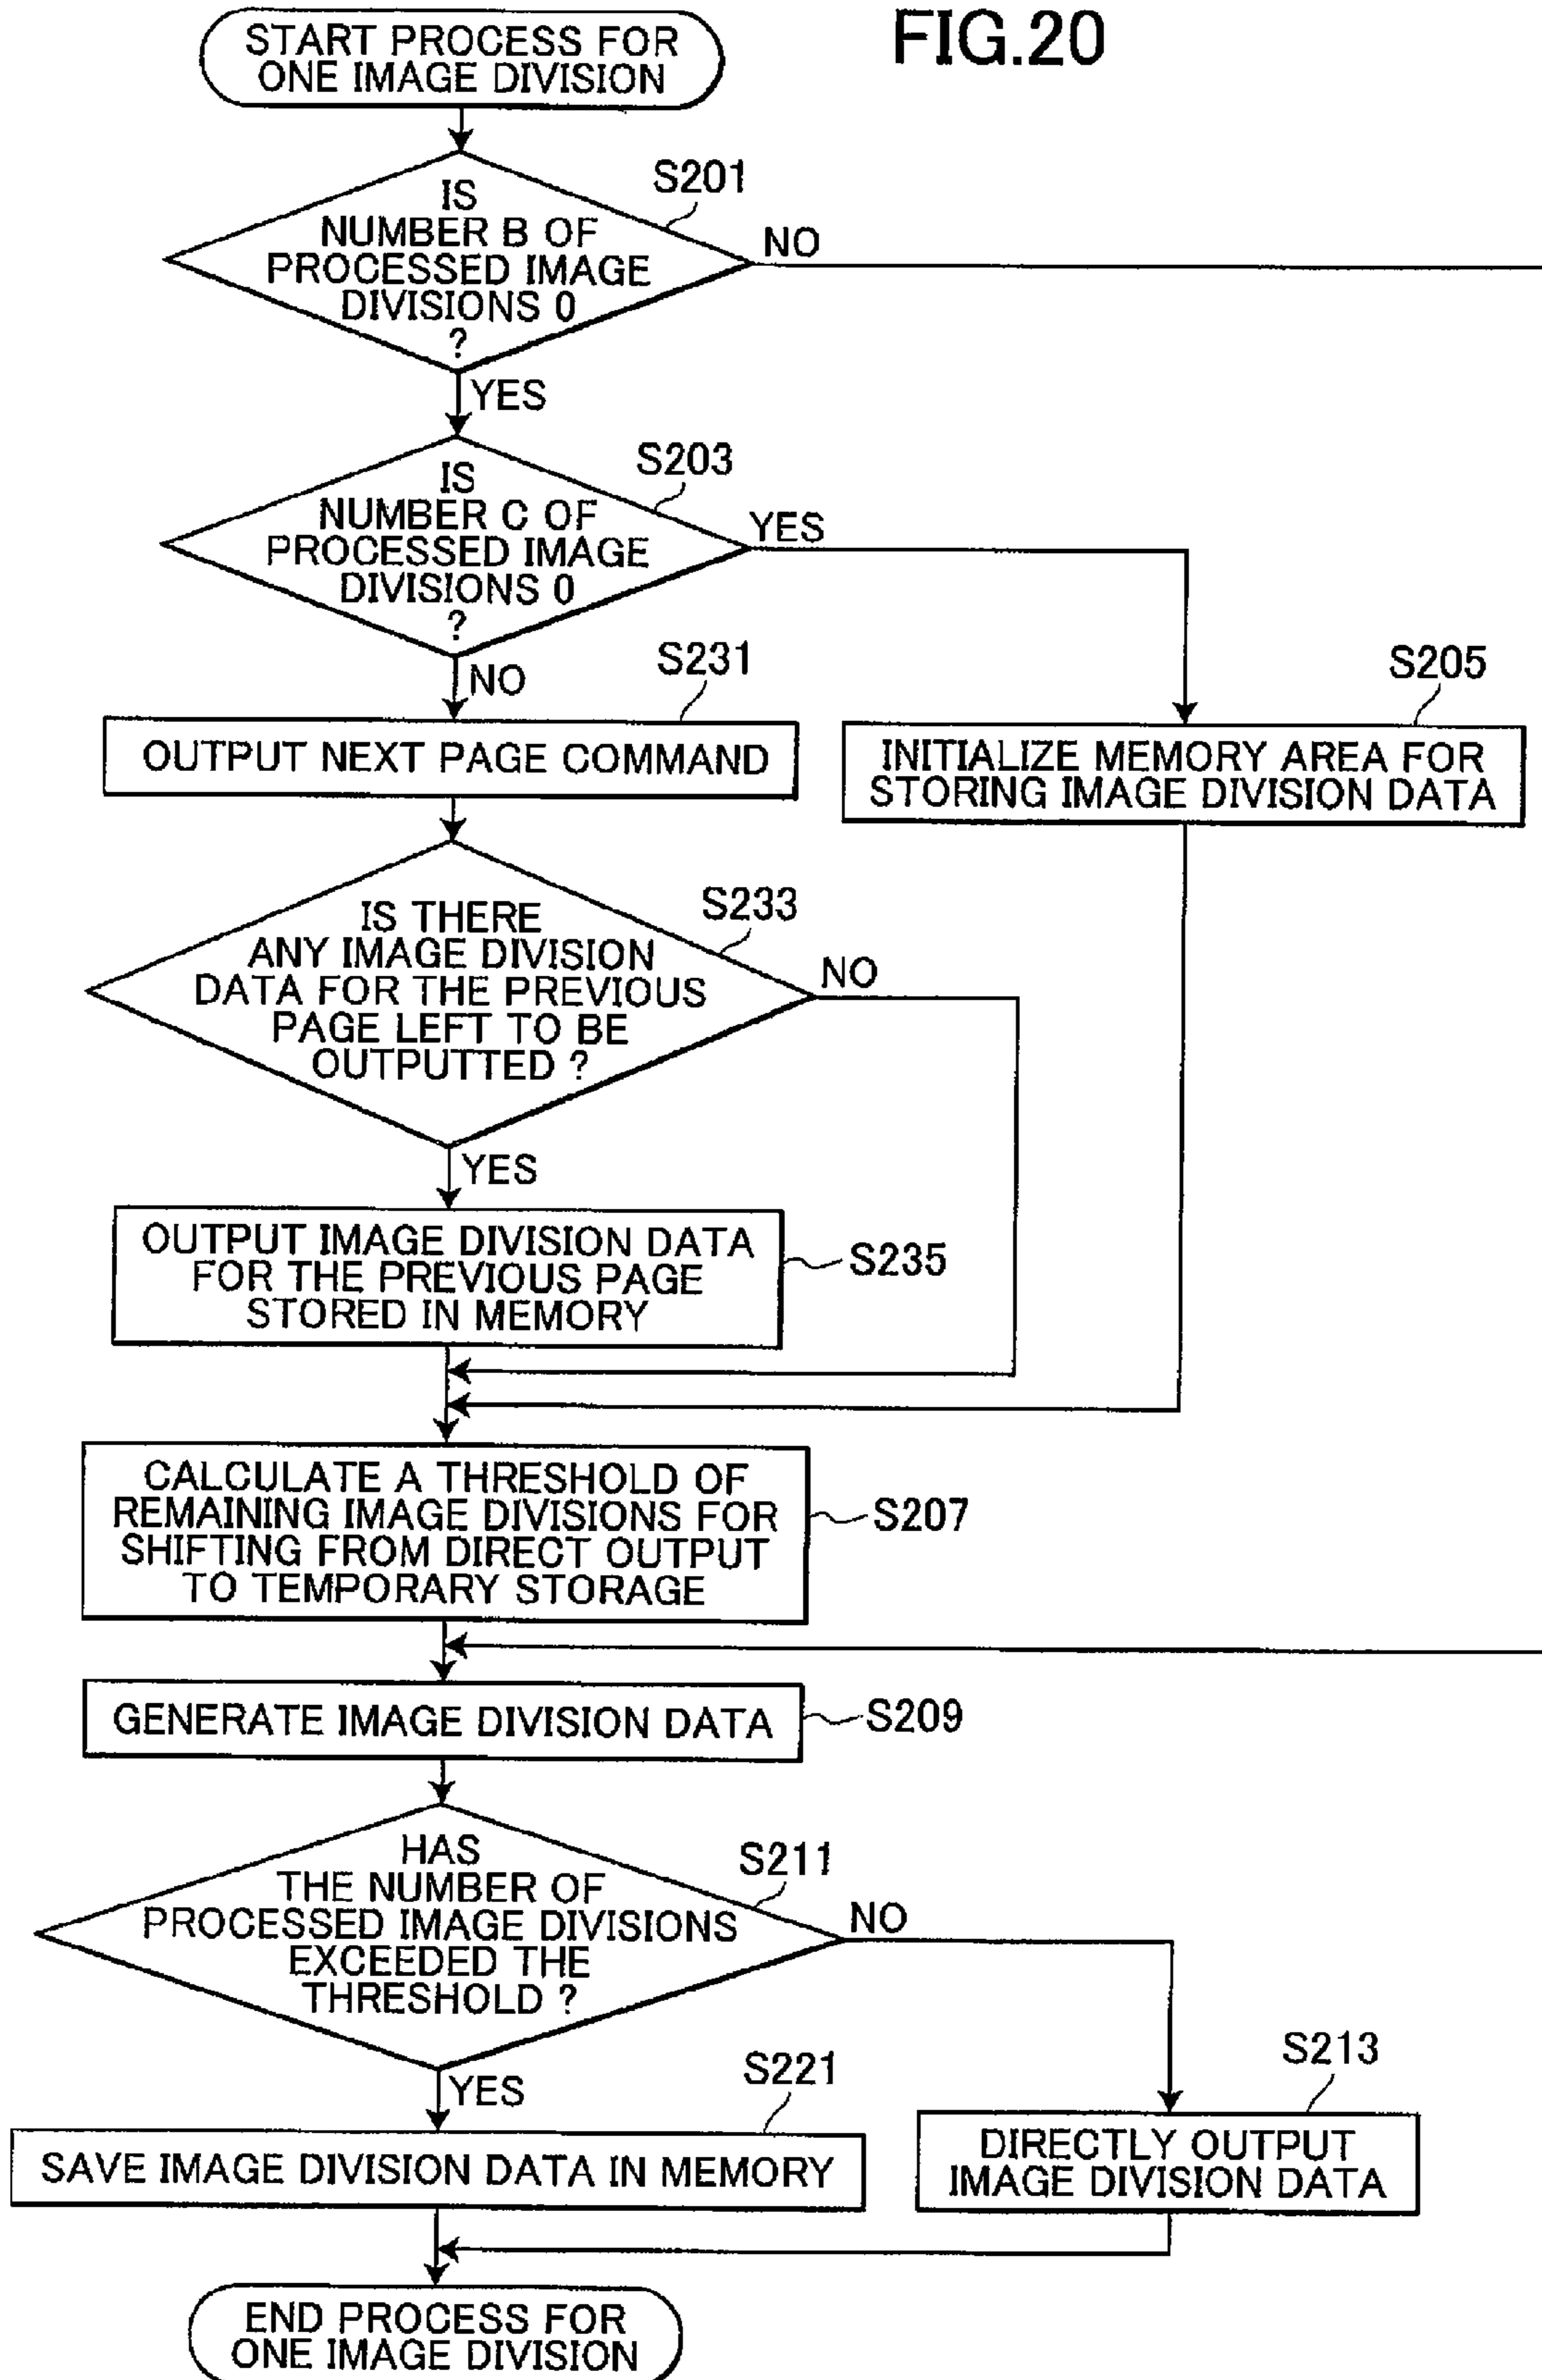 FIG.20
START PROCESS FOR
ONE IMAGE DIVISION
S201
IS
NUMBER B OF
PROCESSED IMAGE
DIVISIONS 0
?
NO
YES
S203
IS
NUMBER C OF
PROCESSED IMAGE
DIVISIONS 0
?
YES
NO
S231
OUTPUT NEXT PAGE COMMAND
S205
INITIALIZE MEMORY AREA FOR
STORING IMAGE DIVISION DATA
S233
IS THERE
ANY IMAGE DIVISION
DATA FOR THE PREVIOUS
PAGE LEFT TO BE
OUTPUTTED ?
NO
YES
OUTPUT IMAGE DIVISION DATA
FOR THE PREVIOUS PAGE
STORED IN MEMORY
S235
CALCULATE A THRESHOLD OF
REMAINING IMAGE DIVISIONS FOR
SHIFTING FROM DIRECT OUTPUT
TO TEMPORARY STORAGE
S207
GENERATE IMAGE DIVISION DATA
S209
HAS
THE NUMBER OF
PROCESSED IMAGE DIVISIONS
EXCEEDED THE
THRESHOLD ?
S211
NO
YES
S221
SAVE IMAGE DIVISION DATA IN MEMORY
S213
DIRECTLY OUTPUT
IMAGE DIVISION DATA
END PROCESS FOR
ONE IMAGE DIVISION